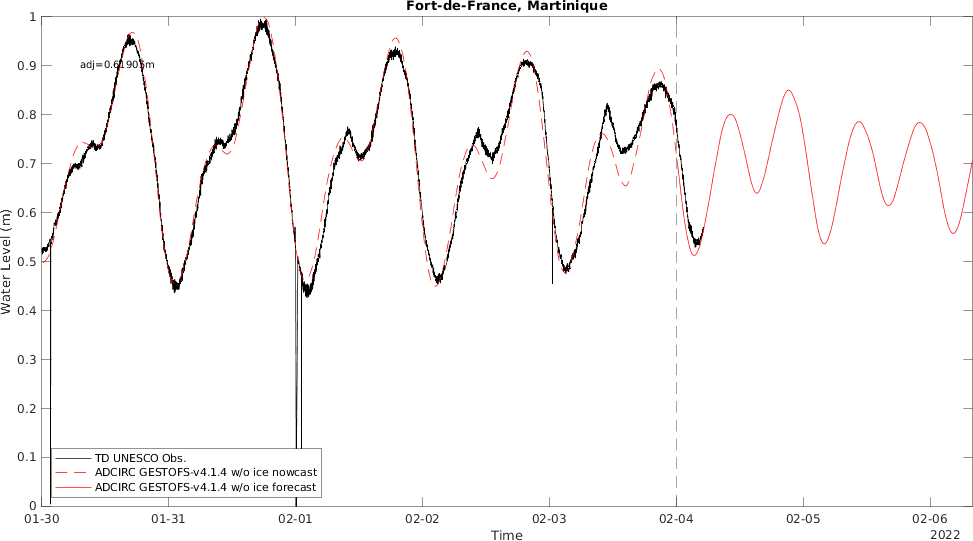 Fort-de-France, Martinique
1
0.9
adj=0.61905m
0.8
0.7
0.6
0.5
0.4
0.3
0.2
0.1
0
Water Level (m)
TD UNESCO Obs.
ADCIRC GESTOFS-v4.1.4 w/o ice nowcast
ADCIRC GESTOFS-v4.1.4 w/o ice forecast
01-30 01-31 02-01 02-02 02-03 02-04 02-05 02-06
Time
2022